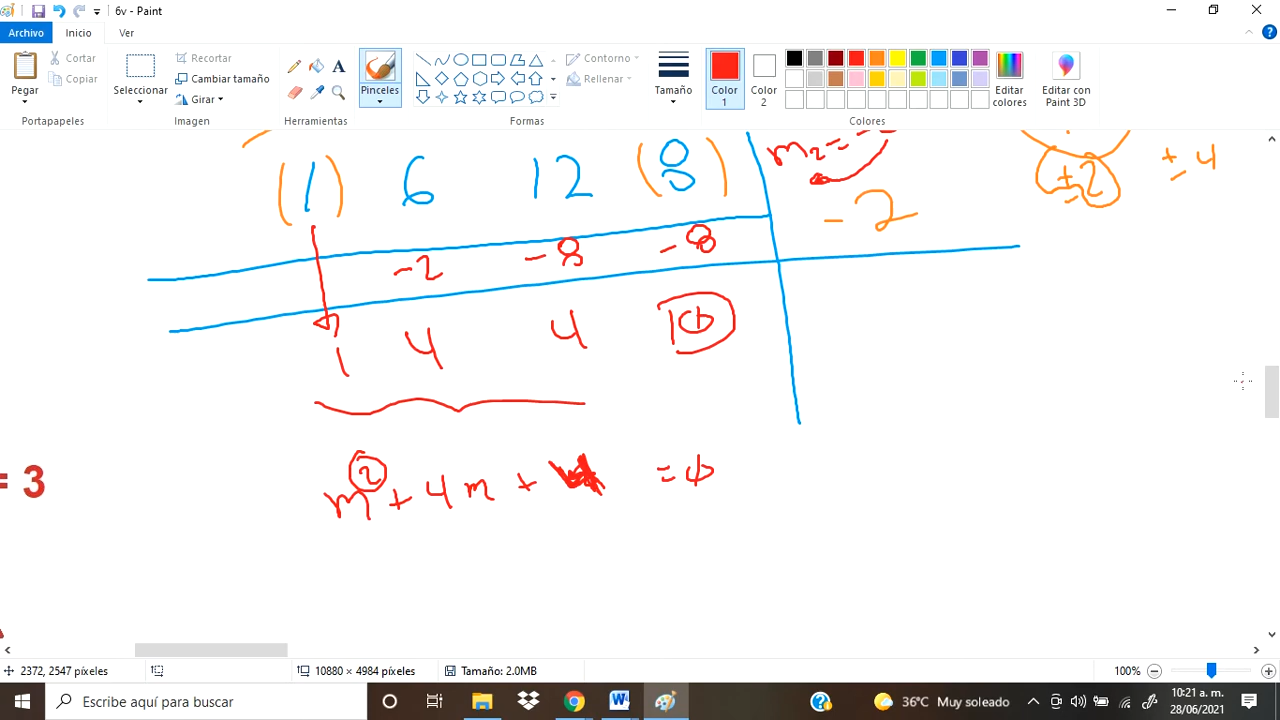 6v - Paint
Archivo Inicio Ver
Pegar
Cortar
Copiar
Portapapeles
Seleccionar
Recortar
Cambiar tamaño
Girar
Imagen
A
Herramientas
Pinceles
Contorno
Rellenar
Formas
Tamaño
Color 1
Color 2
Editar colores
Colores
Editar con Paint 3D
m₂ = -
(1) 6 12 (8) -2 ±2 ±4
-2 -8 -8
1 4 4 0
= 3
m² + 4m + = 0
2372, 2547 píxeles 10880 × 4984 píxeles Tamaño: 2.0MB 100%
Escribe aquí para buscar
36°C Muy soleado
10:21 a. m.
28/06/2021